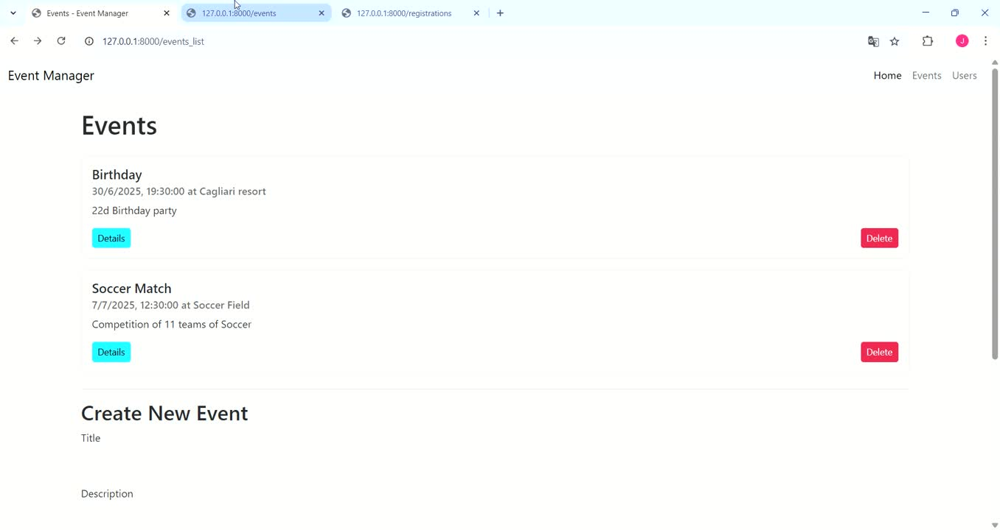 Events - Event Manager
127.0.0.1:8000/events
127.0.0.1:8000/registrations
127.0.0.1:8000/events_list
J
Event Manager
Home Events Users
Events
Birthday
30/6/2025, 19:30:00 at Cagliari resort
22d Birthday party
Details Delete
Soccer Match
7/7/2025, 12:30:00 at Soccer Field
Competition of 11 teams of Soccer
Details Delete
Create New Event
Title
Description